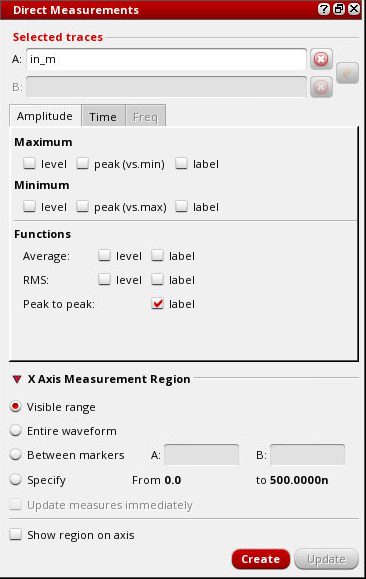 Direct Measurements
Selected traces
A: in_m
B:
Amplitude Time Freq
Maximum
level peak (vs.min) label
Minimum
level peak (vs.max) label
Functions
Average: level label
RMS: level label
Peak to peak: label
X Axis Measurement Region
Visible range
Entire waveform
Between markers A: B:
Specify From 0.0 to 500.0000n
Update measures immediately
Show region on axis
Create Update